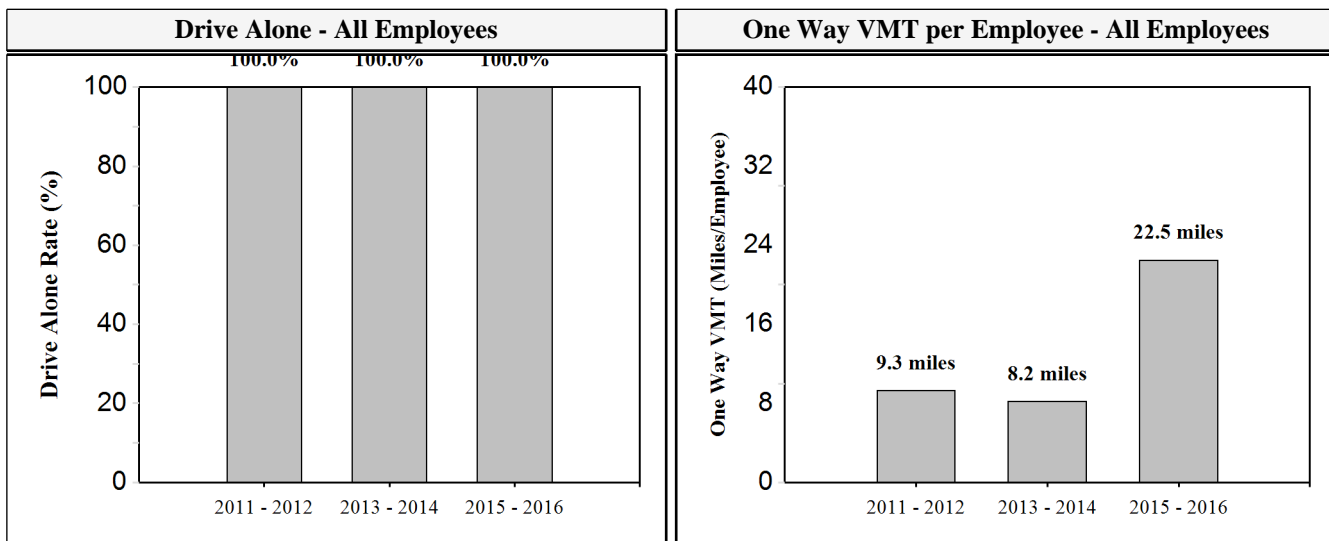 Drive Alone - All Employees
100.0% 100.0% 100.0%
100
80
60
40
20
0
Drive Alone Rate (%)
2011 - 2012 2013 - 2014 2015 - 2016
One Way VMT per Employee - All Employees
40
32
24
16
8
0
One Way VMT (Miles/Employee)
9.3 miles
8.2 miles
22.5 miles
2011 - 2012 2013 - 2014 2015 - 2016